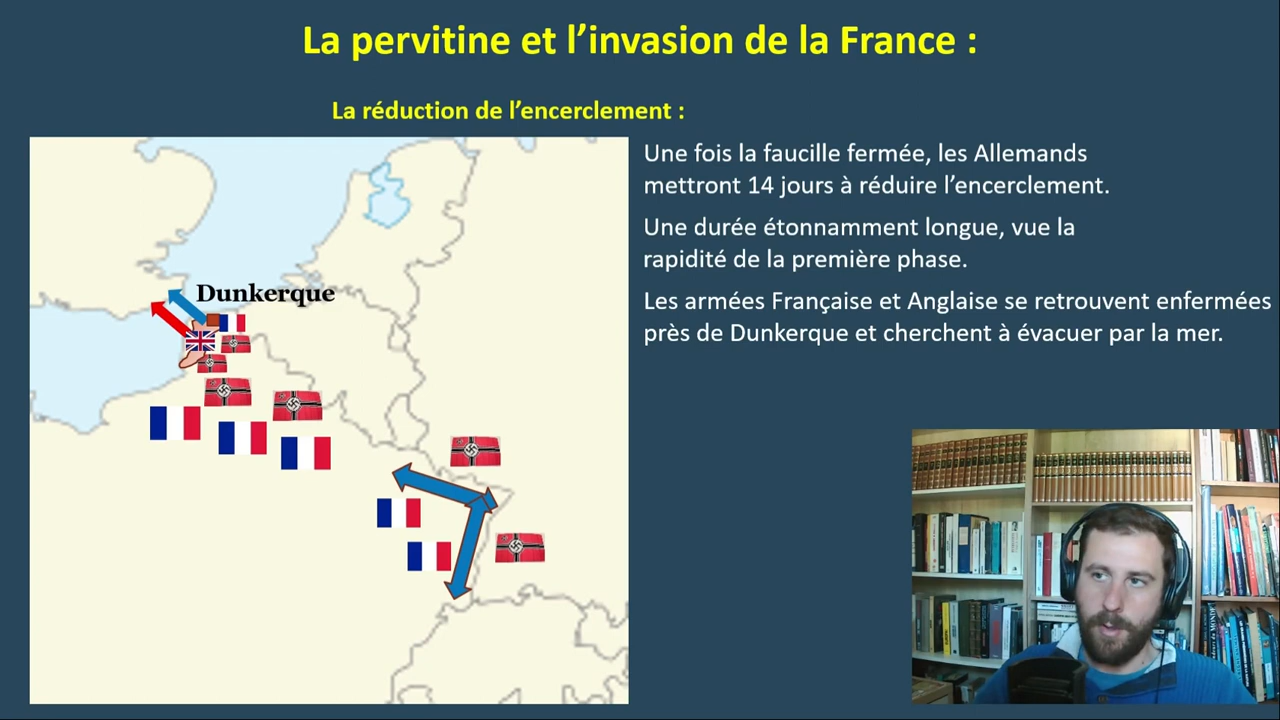 La pervitine et l’invasion de la France :
La réduction de l’encerclement :
Dunkerque
Une fois la faucille fermée, les Allemands
mettront 14 jours à réduire l’encerclement.
Une durée étonnamment longue, vue la
rapidité de la première phase.
Les armées Française et Anglaise se retrouvent enfermées
près de Dunkerque et cherchent à évacuer par la mer.